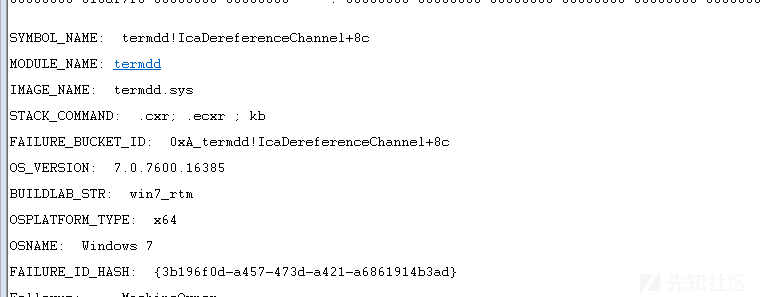 SYMBOL_NAME:  termdd!IcaDereferenceChannel+8c
MODULE_NAME: termdd
IMAGE_NAME:  termdd.sys
STACK_COMMAND:  .cxr; .ecxr ; kb
FAILURE_BUCKET_ID:  0xA_termdd!IcaDereferenceChannel+8c
OS_VERSION:  7.0.7600.16385
BUILDLAB_STR:  win7_rtm
OSPLATFORM_TYPE:  x64
OSNAME:  Windows 7
FAILURE_ID_HASH:  {3b196f0d-a457-473d-a421-a6861914b3ad}
先知社区